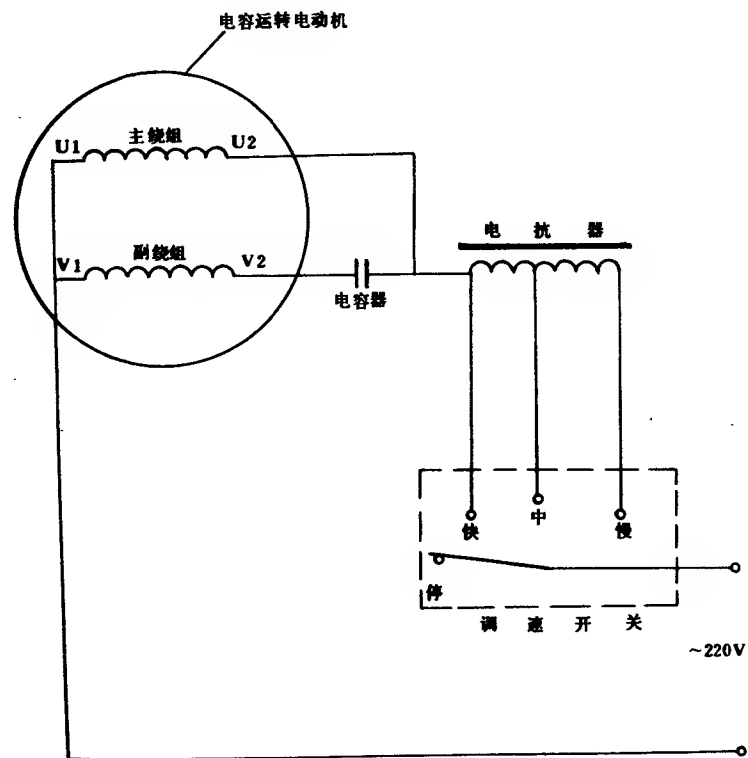 电容运转电动机
U1 主绕组 U2
V1 副绕组 V2
电抗器
电容器
快 中 慢
停
调速开关
~220V